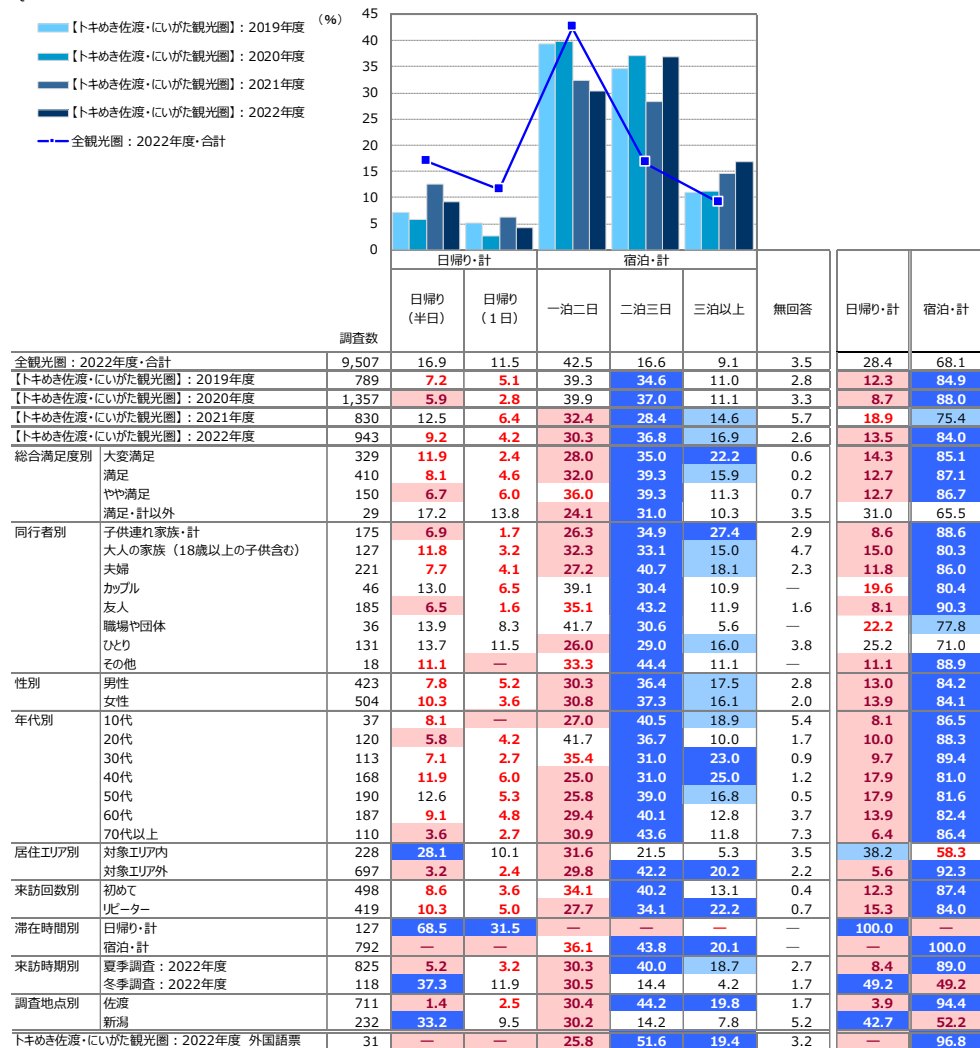 【トキめき佐渡・にいがた観光圏】：2019年度
【トキめき佐渡・にいがた観光圏】：2020年度
【トキめき佐渡・にいがた観光圏】：2021年度
【トキめき佐渡・にいがた観光圏】：2022年度
全観光圏：2022年度・合計
（%）
45
40
35
30
25
20
15
10
5
0
日帰り・計 宿泊・計
調査数 日帰り（半日） 日帰り（1日） 一泊二日 二泊三日 三泊以上 無回答 日帰り・計 宿泊・計
全観光圏：2022年度・合計 9,507 16.9 11.5 42.5 16.6 9.1 3.5 28.4 68.1
【トキめき佐渡・にいがた観光圏】：2019年度 789 7.2 5.1 39.3 34.6 11.0 2.8 12.3 84.9
【トキめき佐渡・にいがた観光圏】：2020年度 1,357 5.9 2.8 39.9 37.0 11.1 3.3 8.7 88.0
【トキめき佐渡・にいがた観光圏】：2021年度 830 12.5 6.4 32.4 28.4 14.6 5.7 18.9 75.4
【トキめき佐渡・にいがた観光圏】：2022年度 943 9.2 4.2 30.3 36.8 16.9 2.6 13.5 84.0
総合満足度別 大変満足 329 11.9 2.4 28.0 35.0 22.2 0.6 14.3 85.1
満足 410 8.1 4.6 32.0 39.3 15.9 0.2 12.7 87.1
やや満足 150 6.7 6.0 36.0 39.3 11.3 0.7 12.7 86.7
満足・計以外 29 17.2 13.8 24.1 31.0 10.3 3.5 31.0 65.5
同行者別 子供連れ家族・計 175 6.9 1.7 26.3 34.9 27.4 2.9 8.6 88.6
大人の家族（18歳以上の子供含む） 127 11.8 3.2 32.3 33.1 15.0 4.7 15.0 80.3
夫婦 221 7.7 4.1 27.2 40.7 18.1 2.3 11.8 86.0
カップル 46 13.0 6.5 39.1 30.4 10.9 — 19.6 80.4
友人 185 6.5 1.6 35.1 43.2 11.9 1.6 8.1 90.3
職場や団体 36 13.9 8.3 41.7 30.6 5.6 — 22.2 77.8
ひとり 131 13.7 11.5 26.0 29.0 16.0 3.8 25.2 71.0
その他 18 11.1 — 33.3 44.4 11.1 — 11.1 88.9
性別 男性 423 7.8 5.2 30.3 36.4 17.5 2.8 13.0 84.2
女性 504 10.3 3.6 30.8 37.3 16.1 2.0 13.9 84.1
年代別 10代 37 8.1 — 27.0 40.5 18.9 5.4 8.1 86.5
20代 120 5.8 4.2 41.7 36.7 10.0 1.7 10.0 88.3
30代 113 7.1 2.7 35.4 31.0 23.0 0.9 9.7 89.4
40代 168 11.9 6.0 25.0 31.0 25.0 1.2 17.9 81.0
50代 190 12.6 5.3 25.8 39.0 16.8 0.5 17.9 81.6
60代 187 9.1 4.8 29.4 40.1 12.8 3.7 13.9 82.4
70代以上 110 3.6 2.7 30.9 43.6 11.8 7.3 6.4 86.4
居住エリア別 対象エリア内 228 28.1 10.1 31.6 21.5 5.3 3.5 38.2 58.3
対象エリア外 697 3.2 2.4 29.8 42.2 20.2 2.2 5.6 92.3
来訪回数別 初めて 498 8.6 3.6 34.1 40.2 13.1 0.4 12.3 87.4
リピーター 419 10.3 5.0 27.7 34.1 22.2 0.7 15.3 84.0
滞在時間別 日帰り・計 127 68.5 31.5 — — — — 100.0 —
宿泊・計 792 — — 36.1 43.8 20.1 — — 100.0
来訪時期別 夏季調査：2022年度 825 5.2 3.2 30.3 40.0 18.7 2.7 8.4 89.0
冬季調査：2022年度 118 37.3 11.9 30.5 14.4 4.2 1.7 49.2 49.2
調査地点別 佐渡 711 1.4 2.5 30.4 44.2 19.8 1.7 3.9 94.4
新潟 232 33.2 9.5 30.2 14.2 7.8 5.2 42.7 52.2
トキめき佐渡・にいがた観光圏：2022年度 外国語票 31 — — 25.8 51.6 19.4 3.2 — 96.8